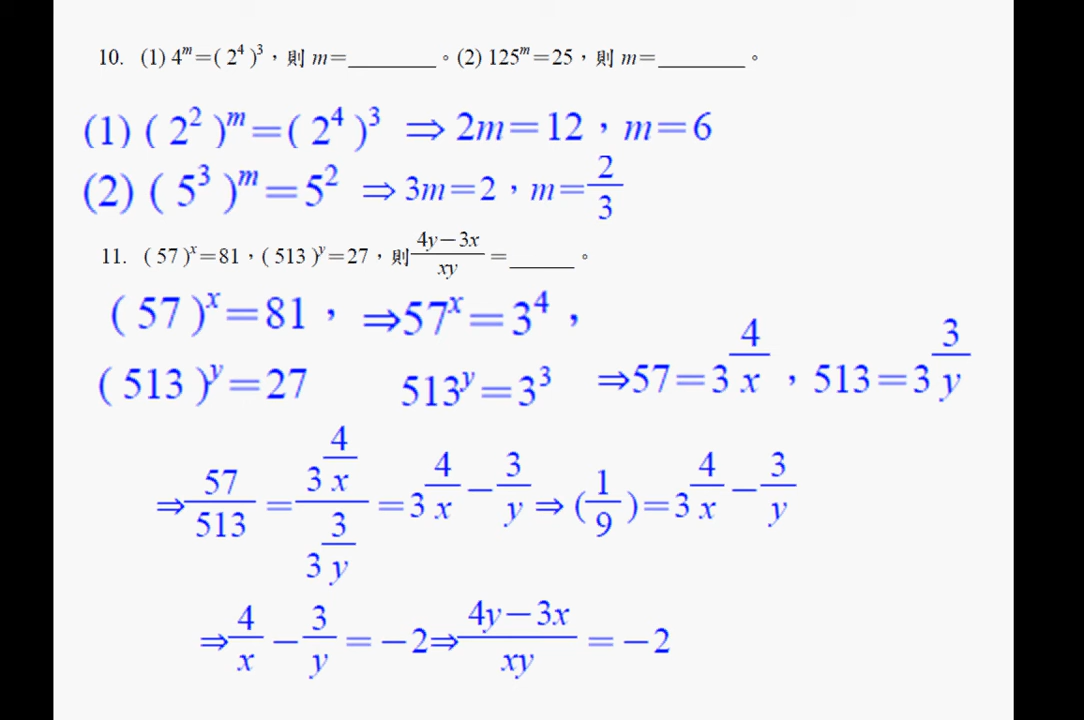 10. (1) 4^m=( 2^4 )^3，則 m=________。(2) 125^m=25，則 m=________。
(1) ( 2^2 )^m=( 2^4 )^3 ⇒ 2m=12，m=6
(2) ( 5^3 )^m=5^2 ⇒ 3m=2，m=2/3
11. ( 57 )^x=81，( 513 )^y=27，則 (4y−3x)/(xy) =______。
( 57 )^x=81， ⇒57^x=3^4，
( 513 )^y=27 513^y=3^3 ⇒57=3^(4/x)，513=3^(3/y)
⇒57/513=3^(4/x)/3^(3/y)=3^(4/x−3/y)⇒(1/9)=3^(4/x−3/y)
⇒4/x−3/y=−2⇒(4y−3x)/(xy)=−2